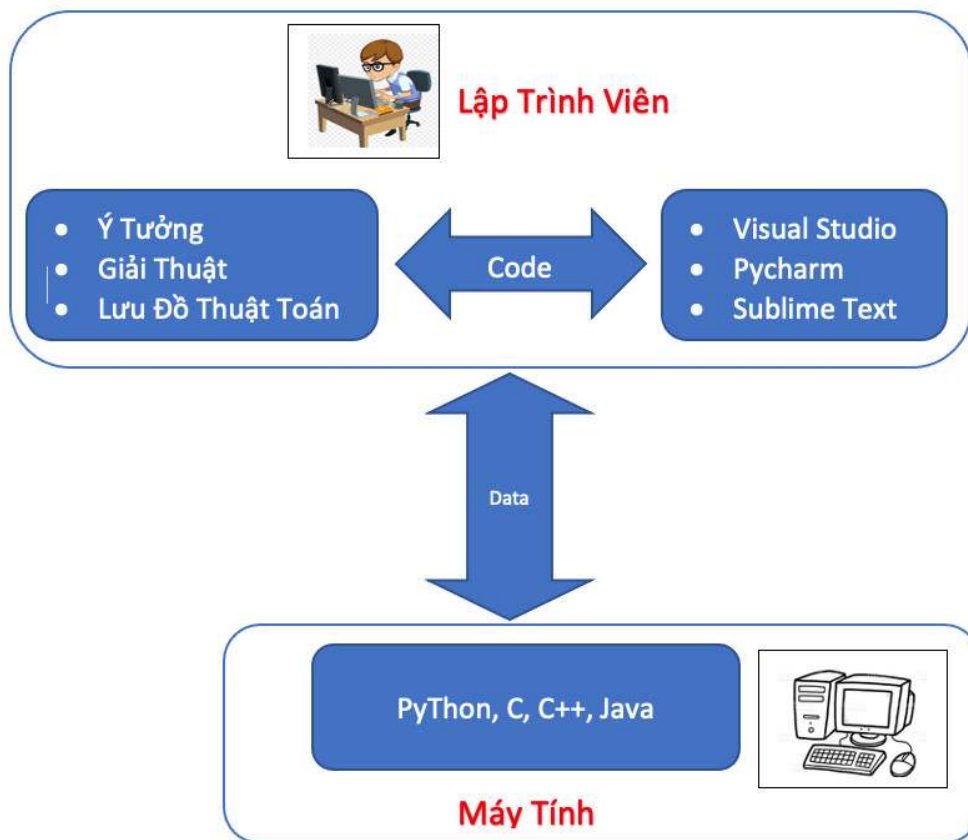 Lập Trình Viên
• Ý Tưởng
• Giải Thuật
• Lưu Đồ Thuật Toán
Code
• Visual Studio
• Pycharm
• Sublime Text
Data
PyThon, C, C++, Java
Máy Tính